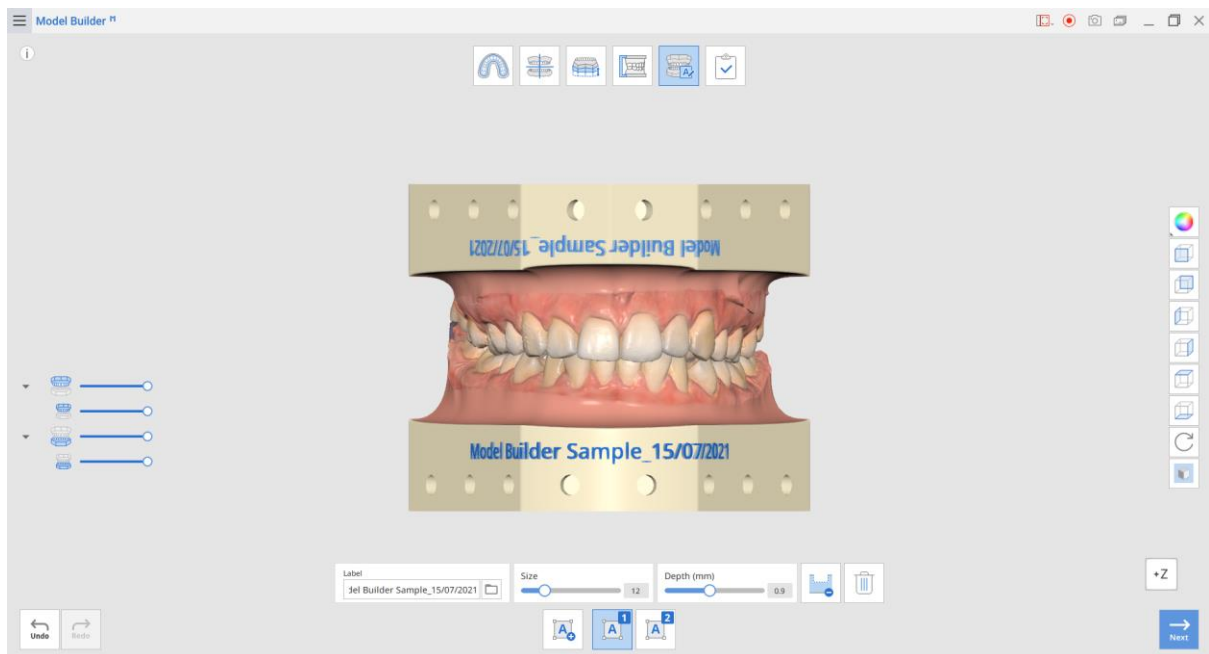 Model Builder
Model Builder Sample_15/07/2021
Model Builder Sample_15/07/2021
Label
del Builder Sample_15/07/2021
Size
12
Depth (mm)
0.9
A
A 1
A 2
+Z
Undo
Redo
Next